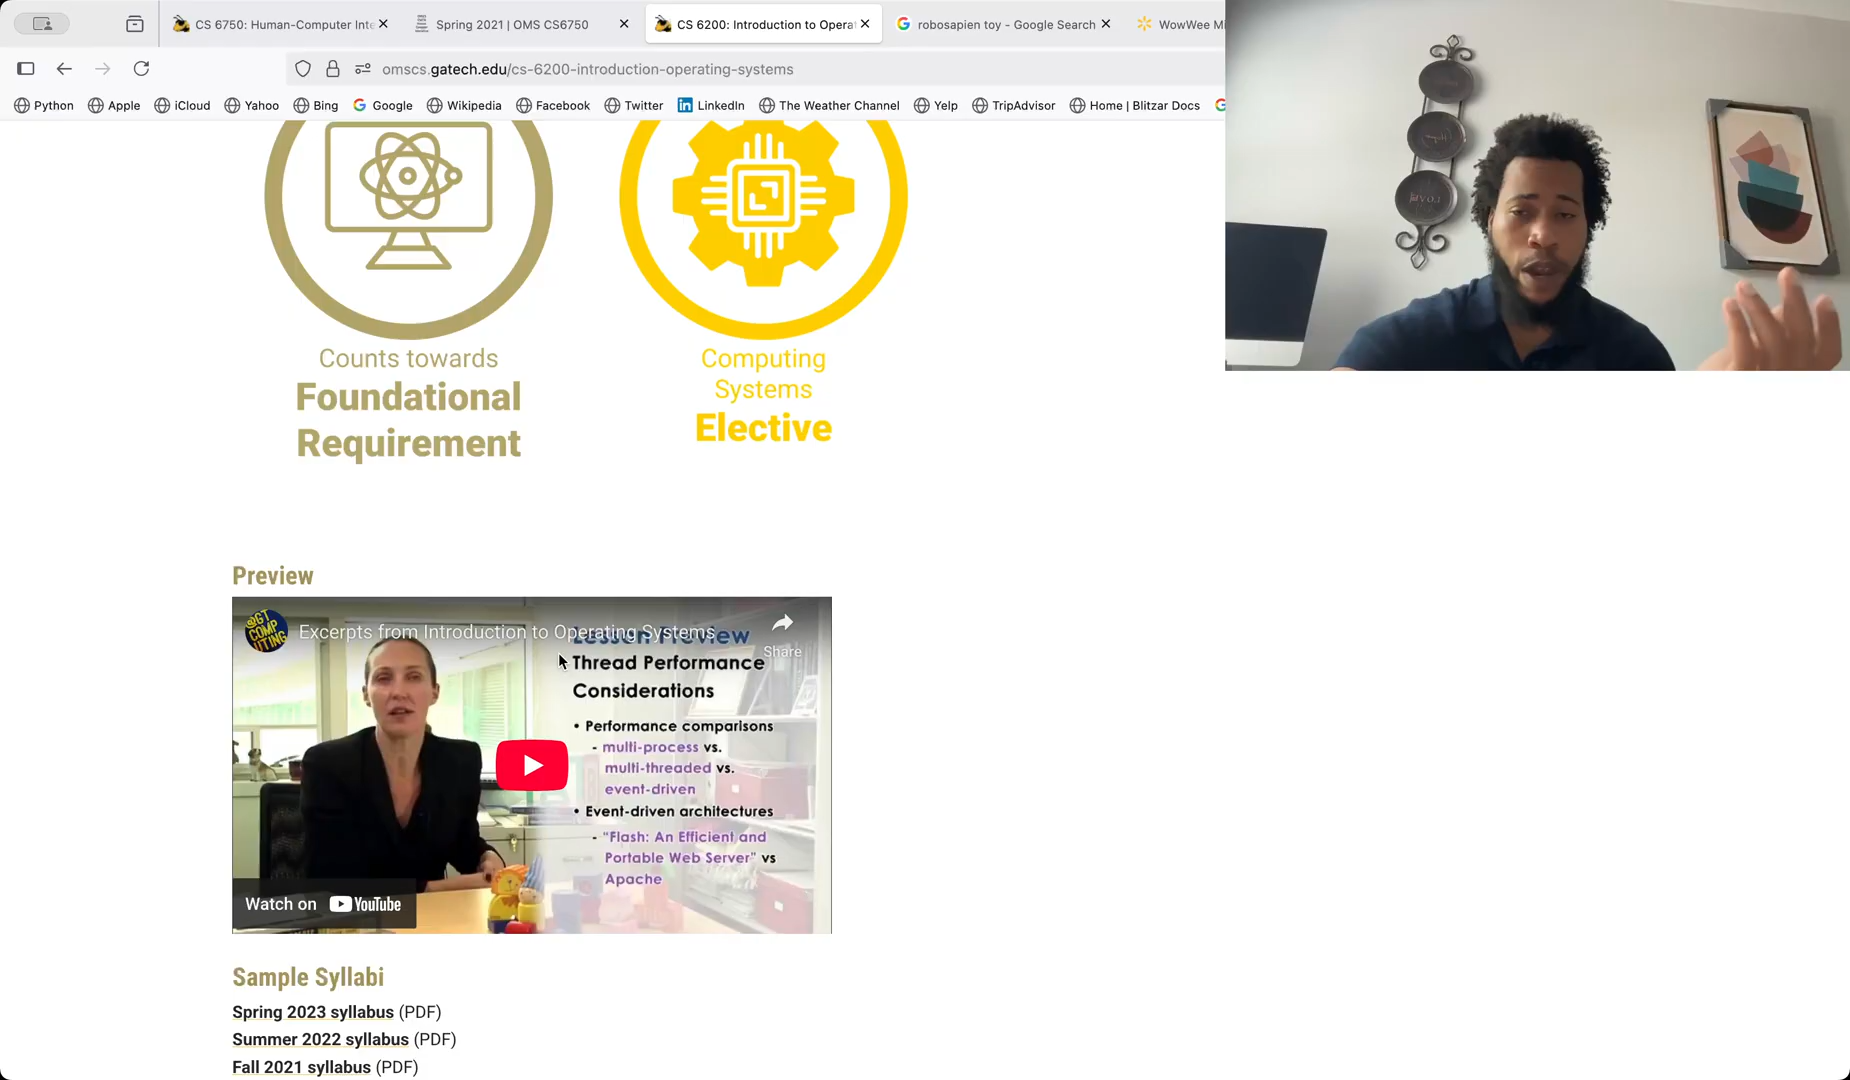 CS 6750: Human-Computer Inte
Spring 2021 | OMS CS6750
CS 6200: Introduction to Opera
robosapien toy - Google Search
WowWee Mi
omscs.gatech.edu/cs-6200-introduction-operating-systems
Python
Apple
iCloud
Yahoo
Bing
Google
Wikipedia
Facebook
Twitter
LinkedIn
The Weather Channel
Yelp
TripAdvisor
Home | Blitzar Docs
Counts towards
Foundational
Requirement
Computing
Systems
Elective
Preview
GT
COMP
UTING
Excerpts from Introduction to Operating Systems
Share
Lesson Preview
Thread Performance
Considerations
• Performance comparisons
- multi-process vs.
multi-threaded vs.
event-driven
• Event-driven architectures
- "Flash: An Efficient and
Portable Web Server" vs
Apache
Watch on YouTube
Sample Syllabi
Spring 2023 syllabus (PDF)
Summer 2022 syllabus (PDF)
Fall 2021 syllabus (PDF)